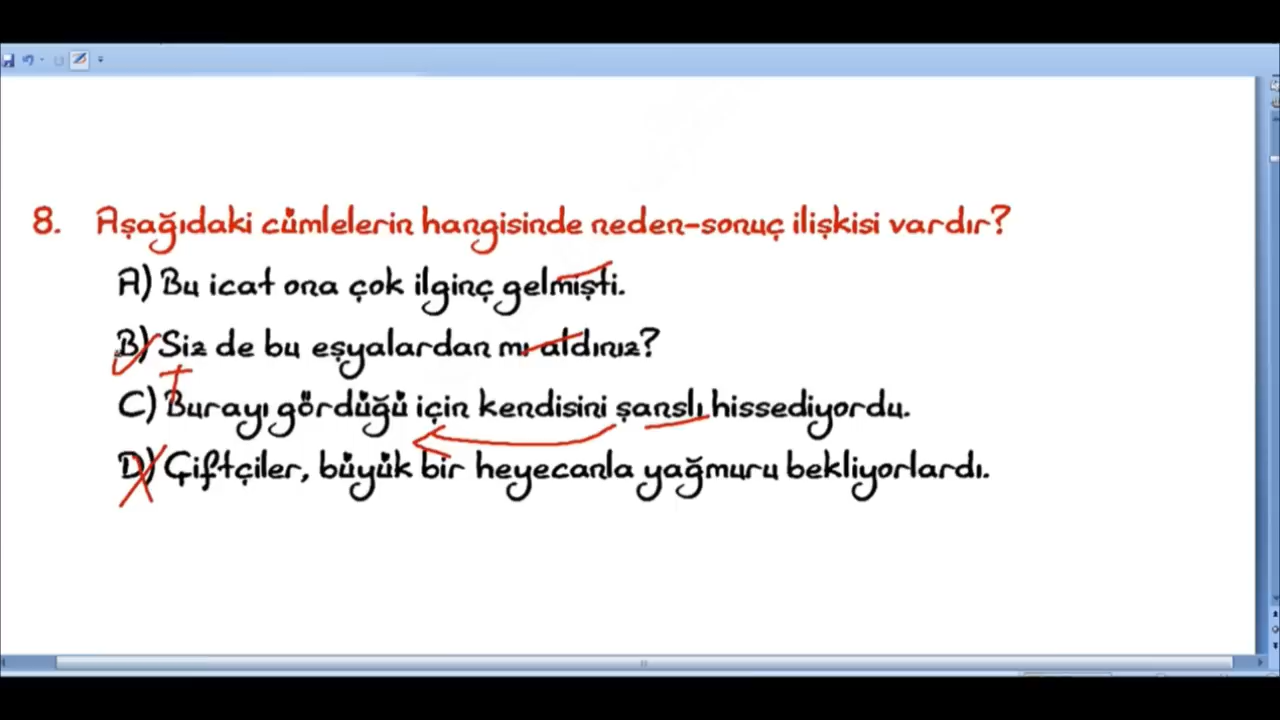 8. Aşağıdaki cümlelerin hangisinde neden-sonuç ilişkisi vardır?
A) Bu icat ona çok ilginç gelmişti.
B) Siz de bu eşyalardan mı aldınız?
C) Burayı gördüğü için kendisini şanslı hissediyordu.
D) Çiftçiler, büyük bir heyecanla yağmuru bekliyorlardı.